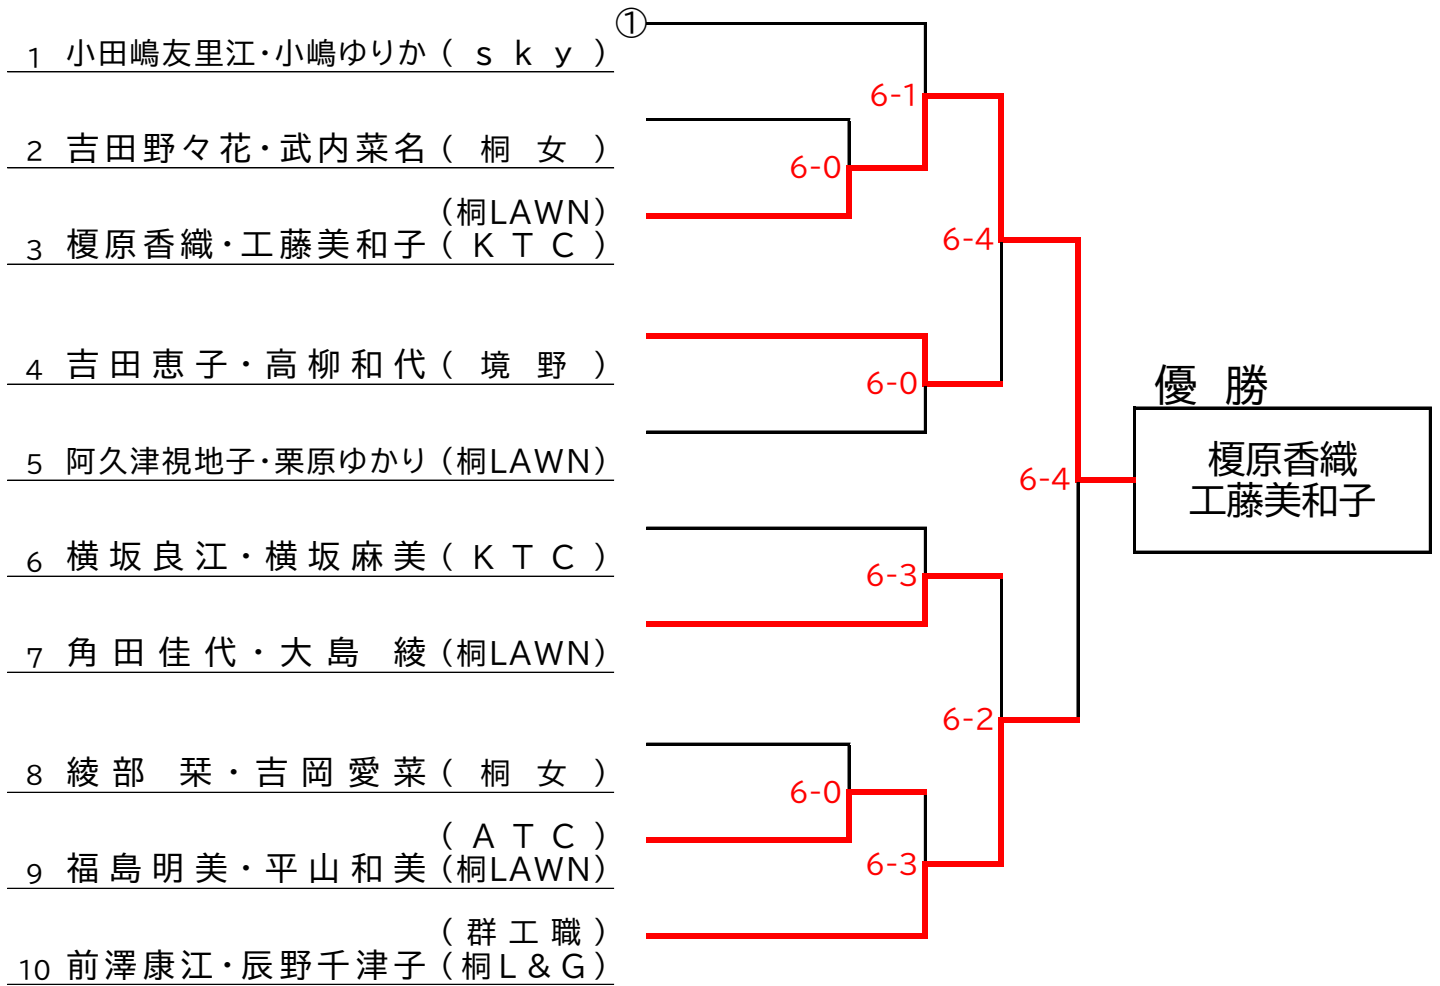 ①
1 小田嶋友里江・小嶋ゆりか ( ｓ ｋ ｙ )
6-1
2 吉田野々花・武内菜名 ( 桐 女 )
6-0
(桐LAWN)
3 榎原香織・工藤美和子 ( Ｋ Ｔ Ｃ )
6-4
4 吉田恵子・高柳和代 ( 境 野 )
6-0
優 勝
5 阿久津視地子・栗原ゆかり (桐LAWN)
6-4
榎原香織
工藤美和子
6 横坂良江・横坂麻美 ( Ｋ Ｔ Ｃ )
6-3
7 角田佳代・大島 綾 (桐LAWN)
6-2
8 綾部 栞・吉岡愛菜 ( 桐 女 )
6-0
( Ａ Ｔ Ｃ )
9 福島明美・平山和美 (桐LAWN)
6-3
( 群 工 職 )
10 前澤康江・辰野千津子 ( 桐Ｌ＆Ｇ )